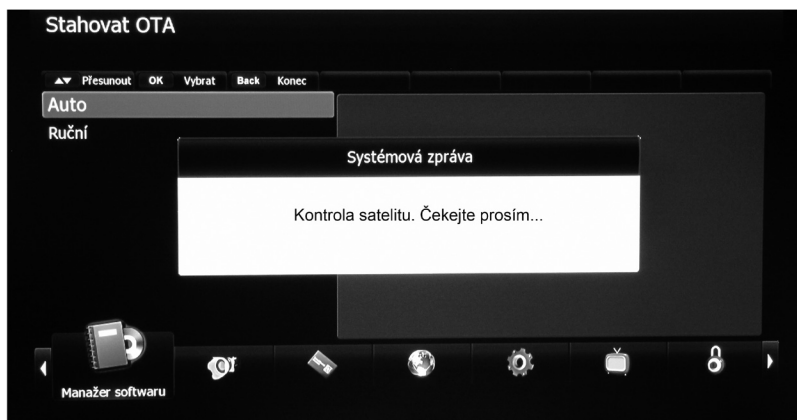 Stahovat OTA
Přesunout OK Vybrat Back Konec
Auto
Ruční
Systémová zpráva
Kontrola satelitu. Čekejte prosím...
Manažer softwaru